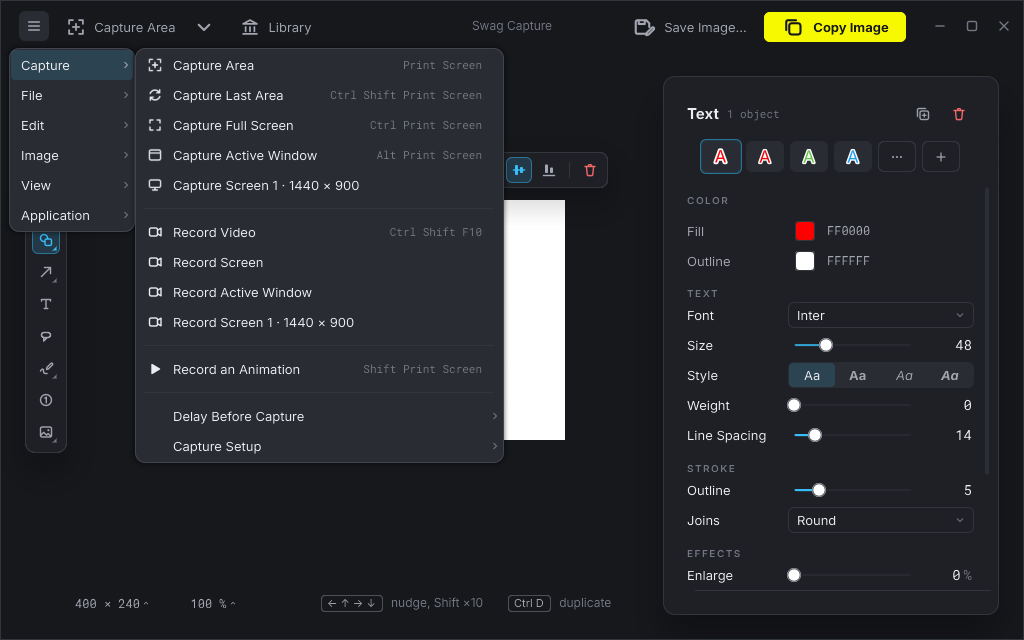 Capture Area
Library
Swag Capture
Save Image...
Copy Image
Capture
File
Edit
Image
View
Application
Capture Area Print Screen
Capture Last Area Ctrl Shift Print Screen
Capture Full Screen Ctrl Print Screen
Capture Active Window Alt Print Screen
Capture Screen 1 · 1440 × 900
Record Video Ctrl Shift F10
Record Screen
Record Active Window
Record Screen 1 · 1440 × 900
Record an Animation Shift Print Screen
Delay Before Capture
Capture Setup
Text 1 object
A A A A ... +
COLOR
Fill FF0000
Outline FFFFFF
TEXT
Font Inter
Size 48
Style Aa Aa Aa Aa
Weight 0
Line Spacing 14
STROKE
Outline 5
Joins Round
EFFECTS
Enlarge 0 %
400 × 240
100 %
← ↑ → ↓ nudge, Shift ×10
Ctrl D duplicate